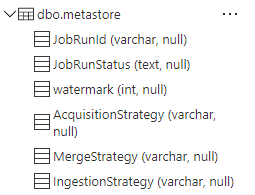 dbo.metastore
JobRunId (varchar, null)
JobRunStatus (text, null)
watermark (int, null)
AcquisitionStrategy (varchar,
null)
MergeStrategy (varchar, null)
IngestionStrategy (varchar, null)